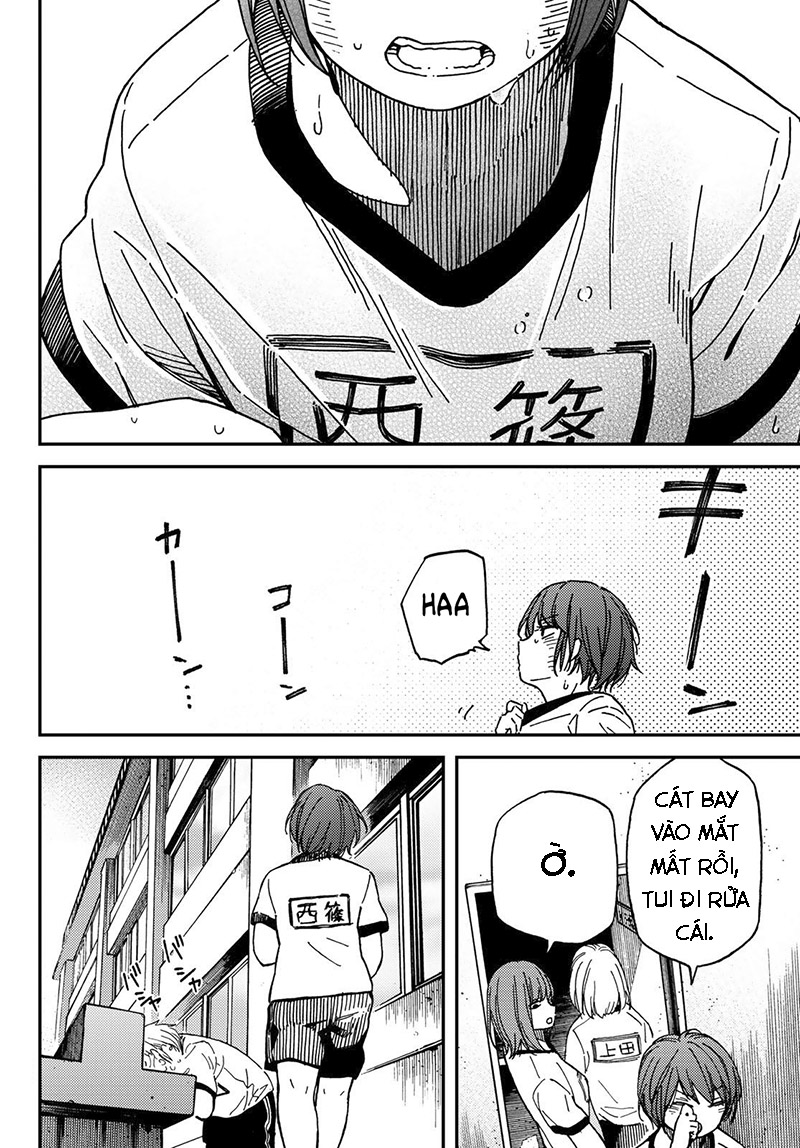 西篠
キーン
コーン
カーン…
HAA
CÁT BAY
VÀO MẮT
MẤT RỒI,
TUI ĐI RỬA
CÁI.
Ờ.
上田
西篠